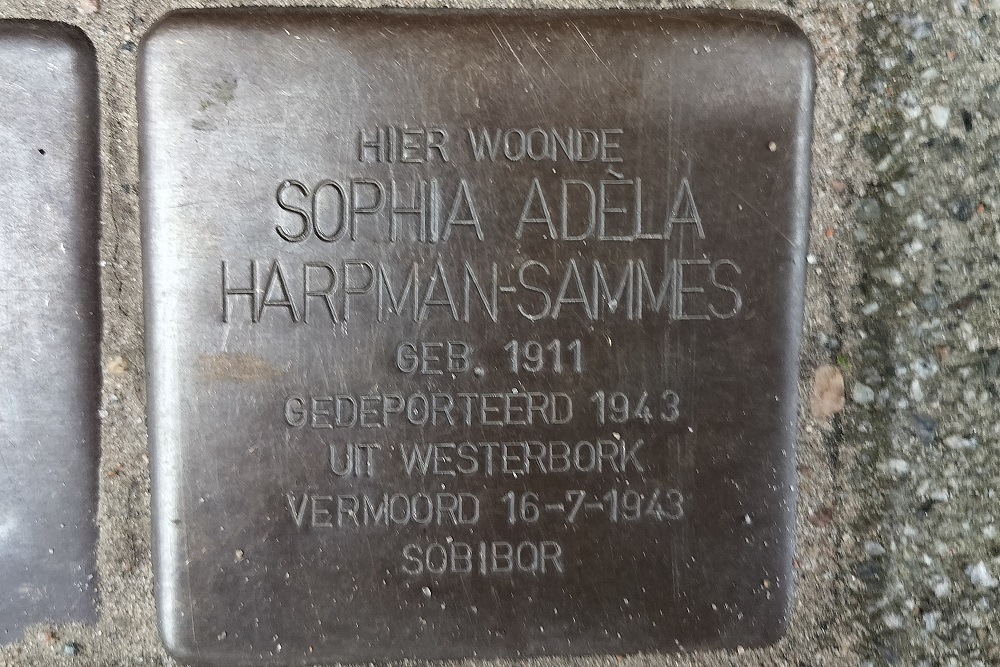 HIER WOONDE
SOPHIA ADÈLA
HARPMAN-SAMMES
GEB. 1911
GEDEPORTEERD 1943
UIT WESTERBORK
VERMOORD 16-7-1943
SOBIBOR